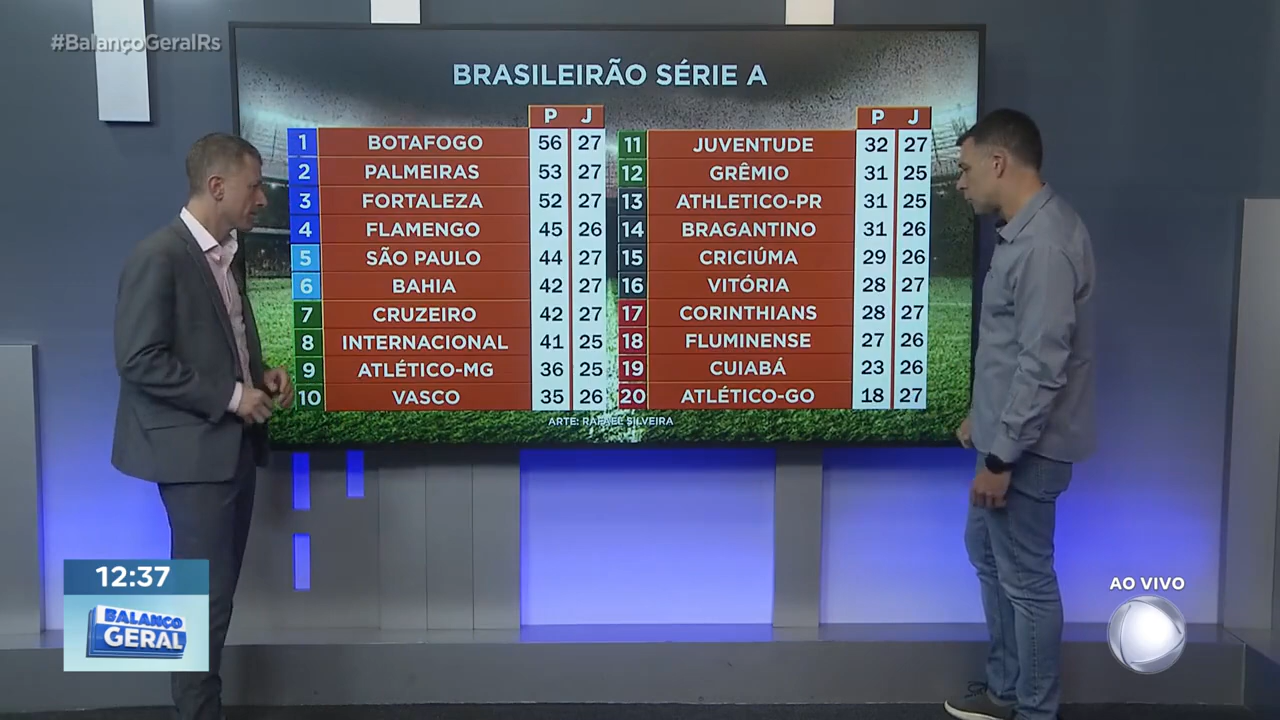 #BalançoGeralRs
BRASILEIRÃO SÉRIE A
P J
1 BOTAFOGO 56 27
2 PALMEIRAS 53 27
3 FORTALEZA 52 27
4 FLAMENGO 45 26
5 SÃO PAULO 44 27
6 BAHIA 42 27
7 CRUZEIRO 42 27
8 INTERNACIONAL 41 25
9 ATLÉTICO-MG 36 25
10 VASCO 35 26
P J
11 JUVENTUDE 32 27
12 GRÊMIO 31 25
13 ATHLETICO-PR 31 25
14 BRAGANTINO 31 26
15 CRICIÚMA 29 26
16 VITÓRIA 28 27
17 CORINTHIANS 28 27
18 FLUMINENSE 27 26
19 CUIABÁ 23 26
20 ATLÉTICO-GO 18 27
ARTE: RAFAEL SILVEIRA
12:37
BALANÇO
GERAL
AO VIVO